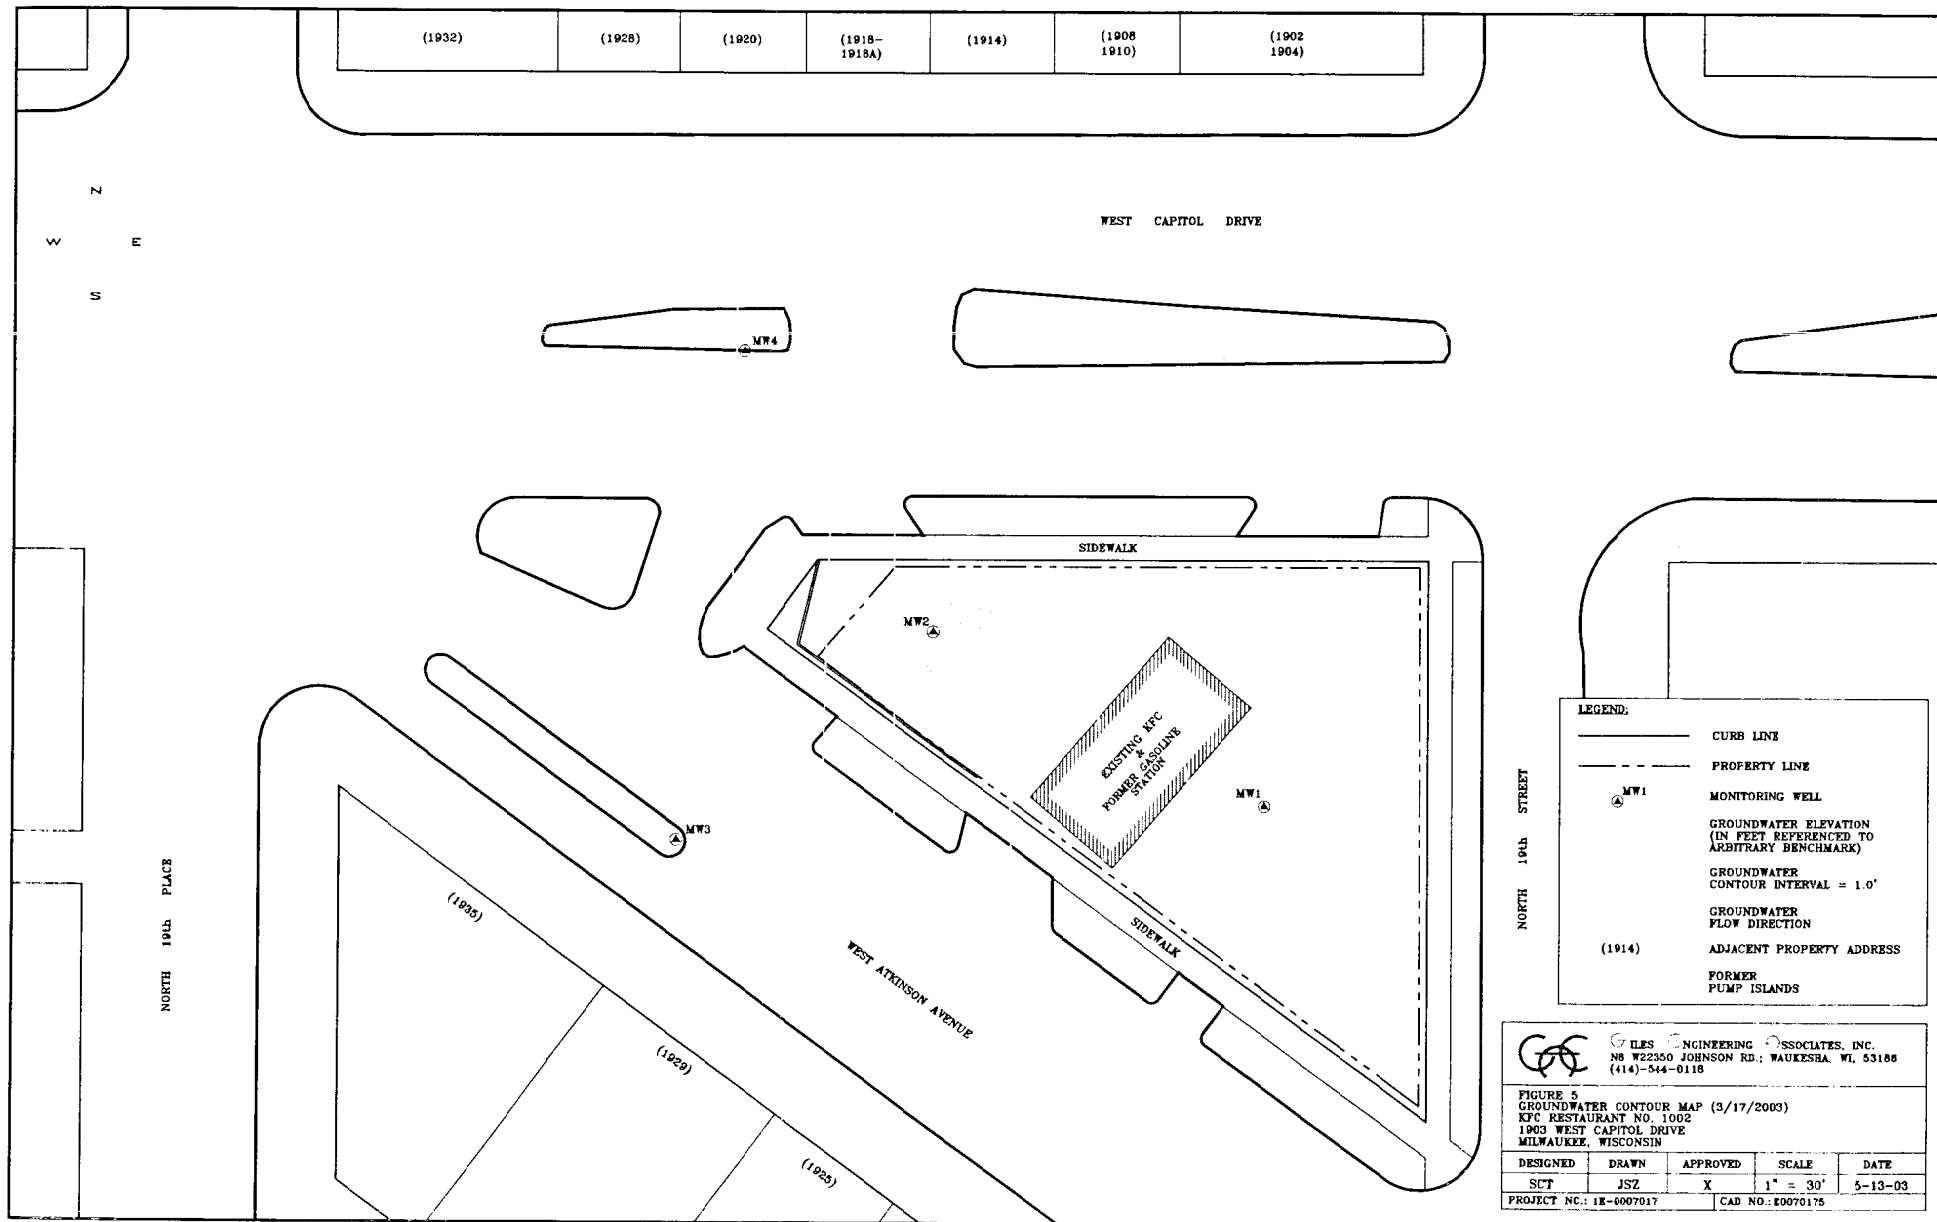 (1932)
(1928)
(1920)
(1918-
1918A)
(1914)
(1908
1910)
(1902
1904)
N
W E
S
WEST CAPITOL DRIVE
MW4
SIDEWALK
MW2
EXISTING KFC
&
FORMER GASOLINE
STATION
MW1
MW3
SIDEWALK
WEST ATKINSON AVENUE
(1935)
(1929)
(1925)
NORTH 19th PLACE
NORTH 19th STREET
LEGEND:
CURB LINE
PROPERTY LINE
MW1
MONITORING WELL
GROUNDWATER ELEVATION
(IN FEET REFERENCED TO
ARBITRARY BENCHMARK)
GROUNDWATER
CONTOUR INTERVAL = 1.0'
GROUNDWATER
FLOW DIRECTION
(1914) ADJACENT PROPERTY ADDRESS
FORMER
PUMP ISLANDS
GILES ENGINEERING ASSOCIATES, INC.
N8 W22350 JOHNSON RD.; WAUKESHA, WI, 53188
(414)-544-0118
FIGURE 5
GROUNDWATER CONTOUR MAP (3/17/2003)
KFC RESTAURANT NO. 1002
1903 WEST CAPITOL DRIVE
MILWAUKEE, WISCONSIN
DESIGNED DRAWN APPROVED SCALE DATE
SCT JSZ X 1" = 30' 5-13-03
PROJECT NO.: 1E-0007017 CAD NO.: E0070175